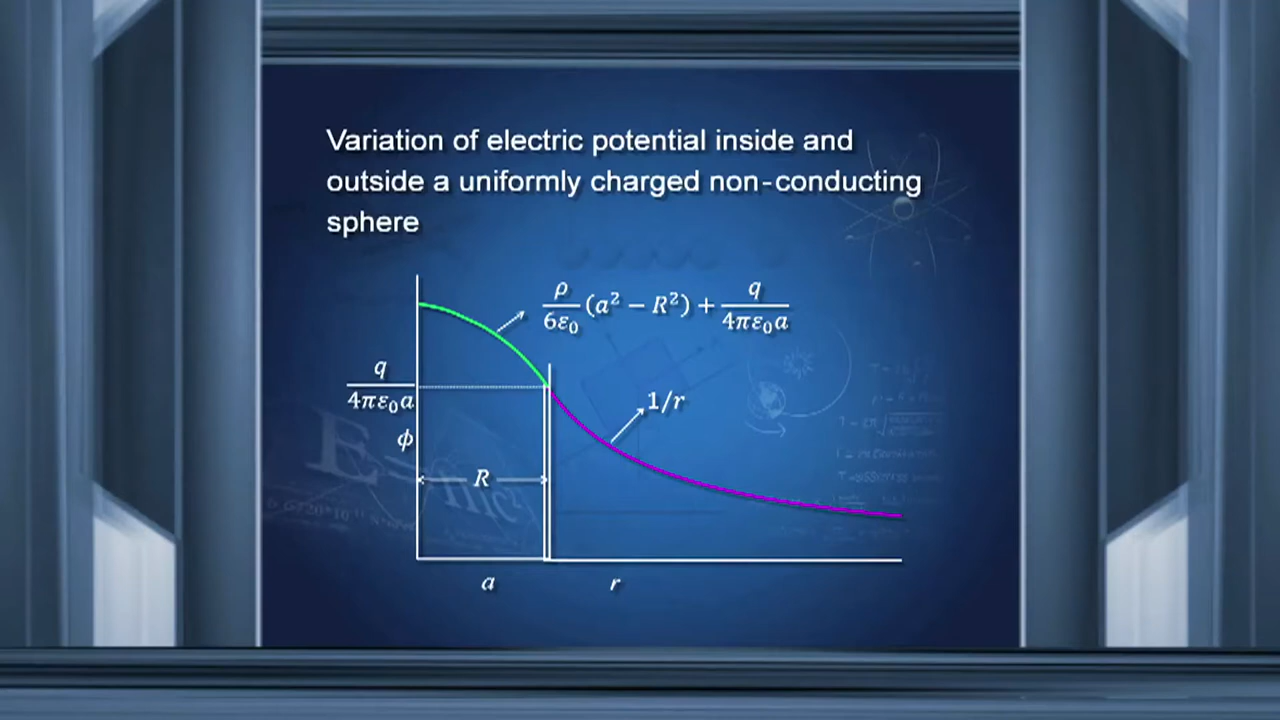 Variation of electric potential inside and
outside a uniformly charged non-conducting
sphere
ρ/6ε₀ (a² − R²) + q/4πε₀a
q/4πε₀a
1/r
ϕ
R
a
r